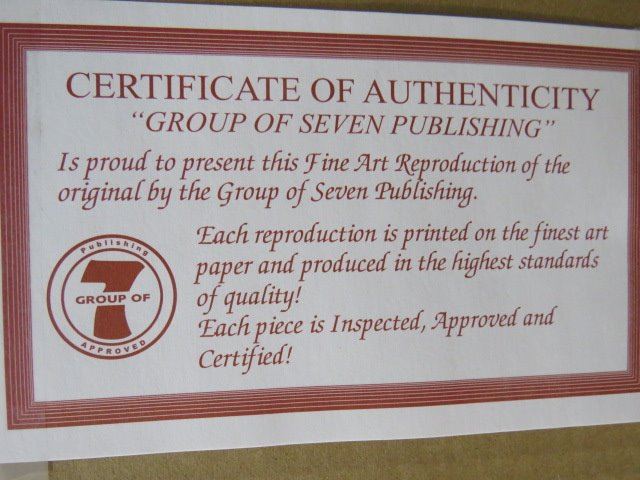 CERTIFICATE OF AUTHENTICITY
"GROUP OF SEVEN PUBLISHING"
Is proud to present this Fine Art Reproduction of the
original by the Group of Seven Publishing.
Each reproduction is printed on the finest art
paper and produced in the highest standards
of quality!
Each piece is Inspected, Approved and
Certified!
Publishing
7
GROUP OF
APPROVED